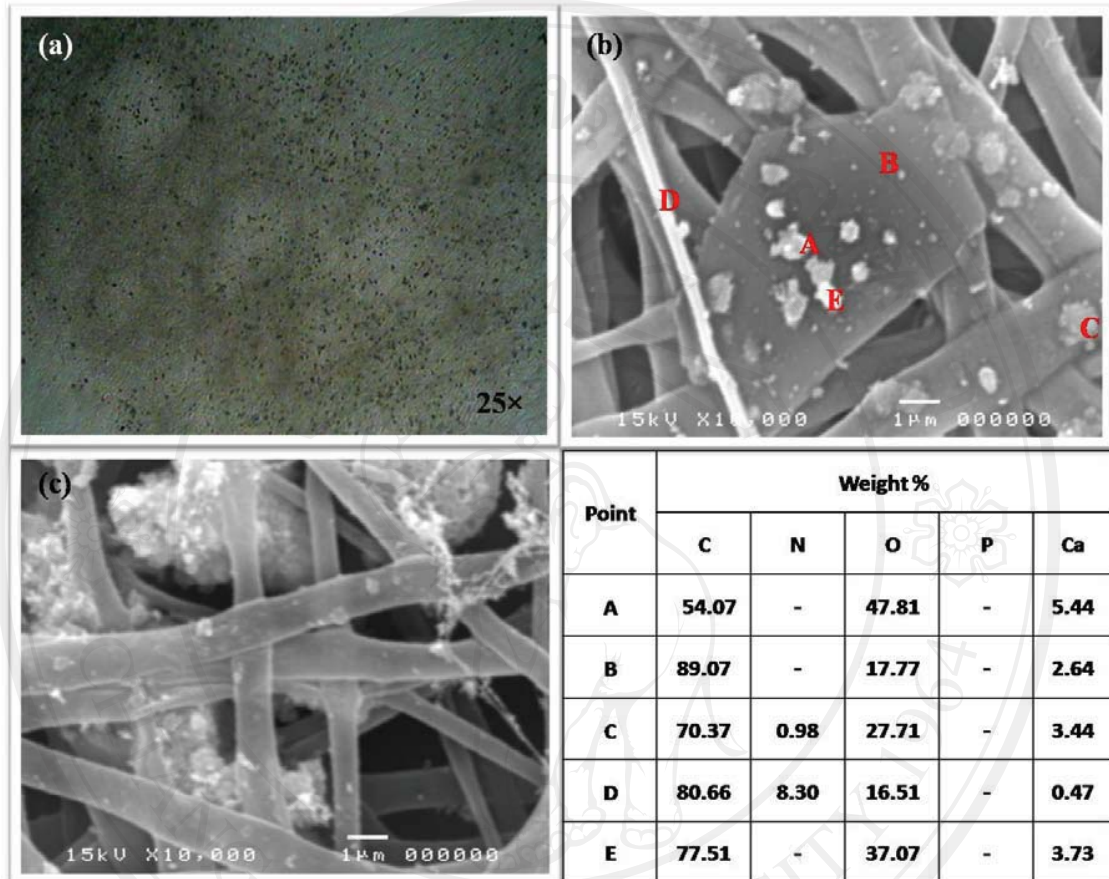 (a)
25×
(b)
B
D
A
E
C
15kV X10,000 1μm 000000
(c)
15kV X10,000 1μm 000000
Point Weight %
C N O P Ca
A 54.07 - 47.81 - 5.44
B 89.07 - 17.77 - 2.64
C 70.37 0.98 27.71 - 3.44
D 80.66 8.30 16.51 - 0.47
E 77.51 - 37.07 - 3.73